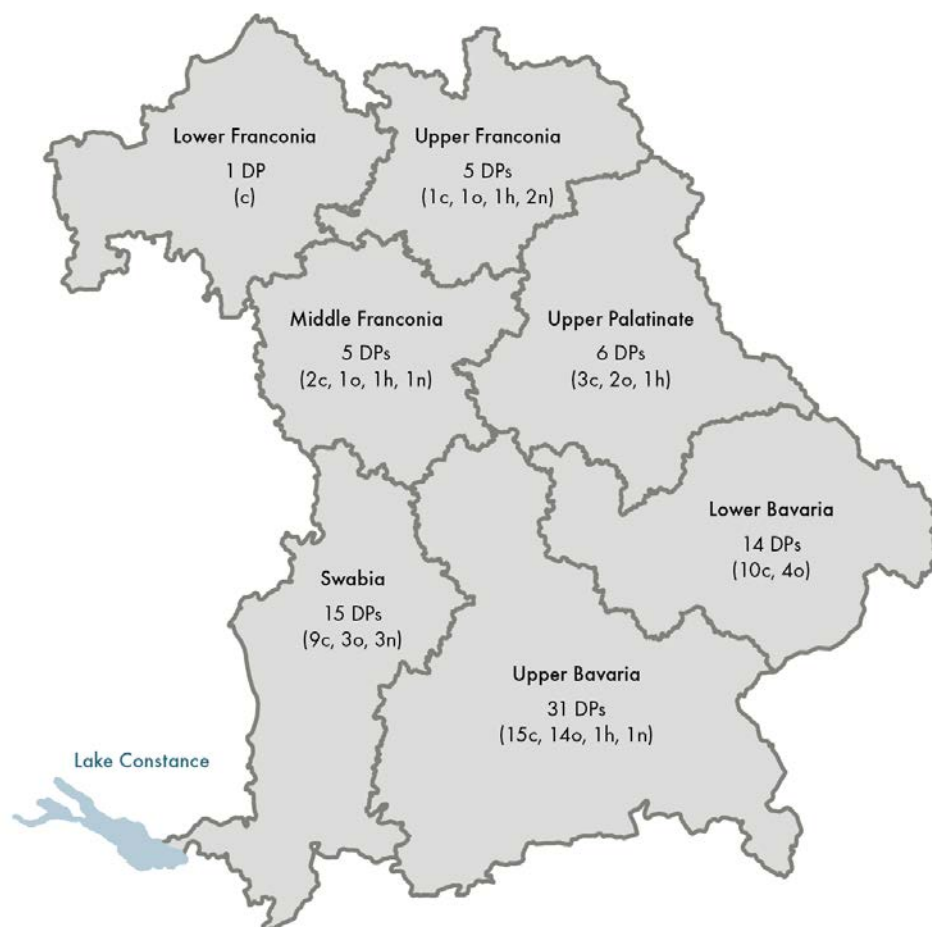 Lower Franconia
1 DP
(c)
Upper Franconia
5 DPs
(1c, 1o, 1h, 2n)
Middle Franconia
5 DPs
(2c, 1o, 1h, 1n)
Upper Palatinate
6 DPs
(3c, 2o, 1h)
Lower Bavaria
14 DPs
(10c, 4o)
Swabia
15 DPs
(9c, 3o, 3n)
Upper Bavaria
31 DPs
(15c, 14o, 1h, 1n)
Lake Constance